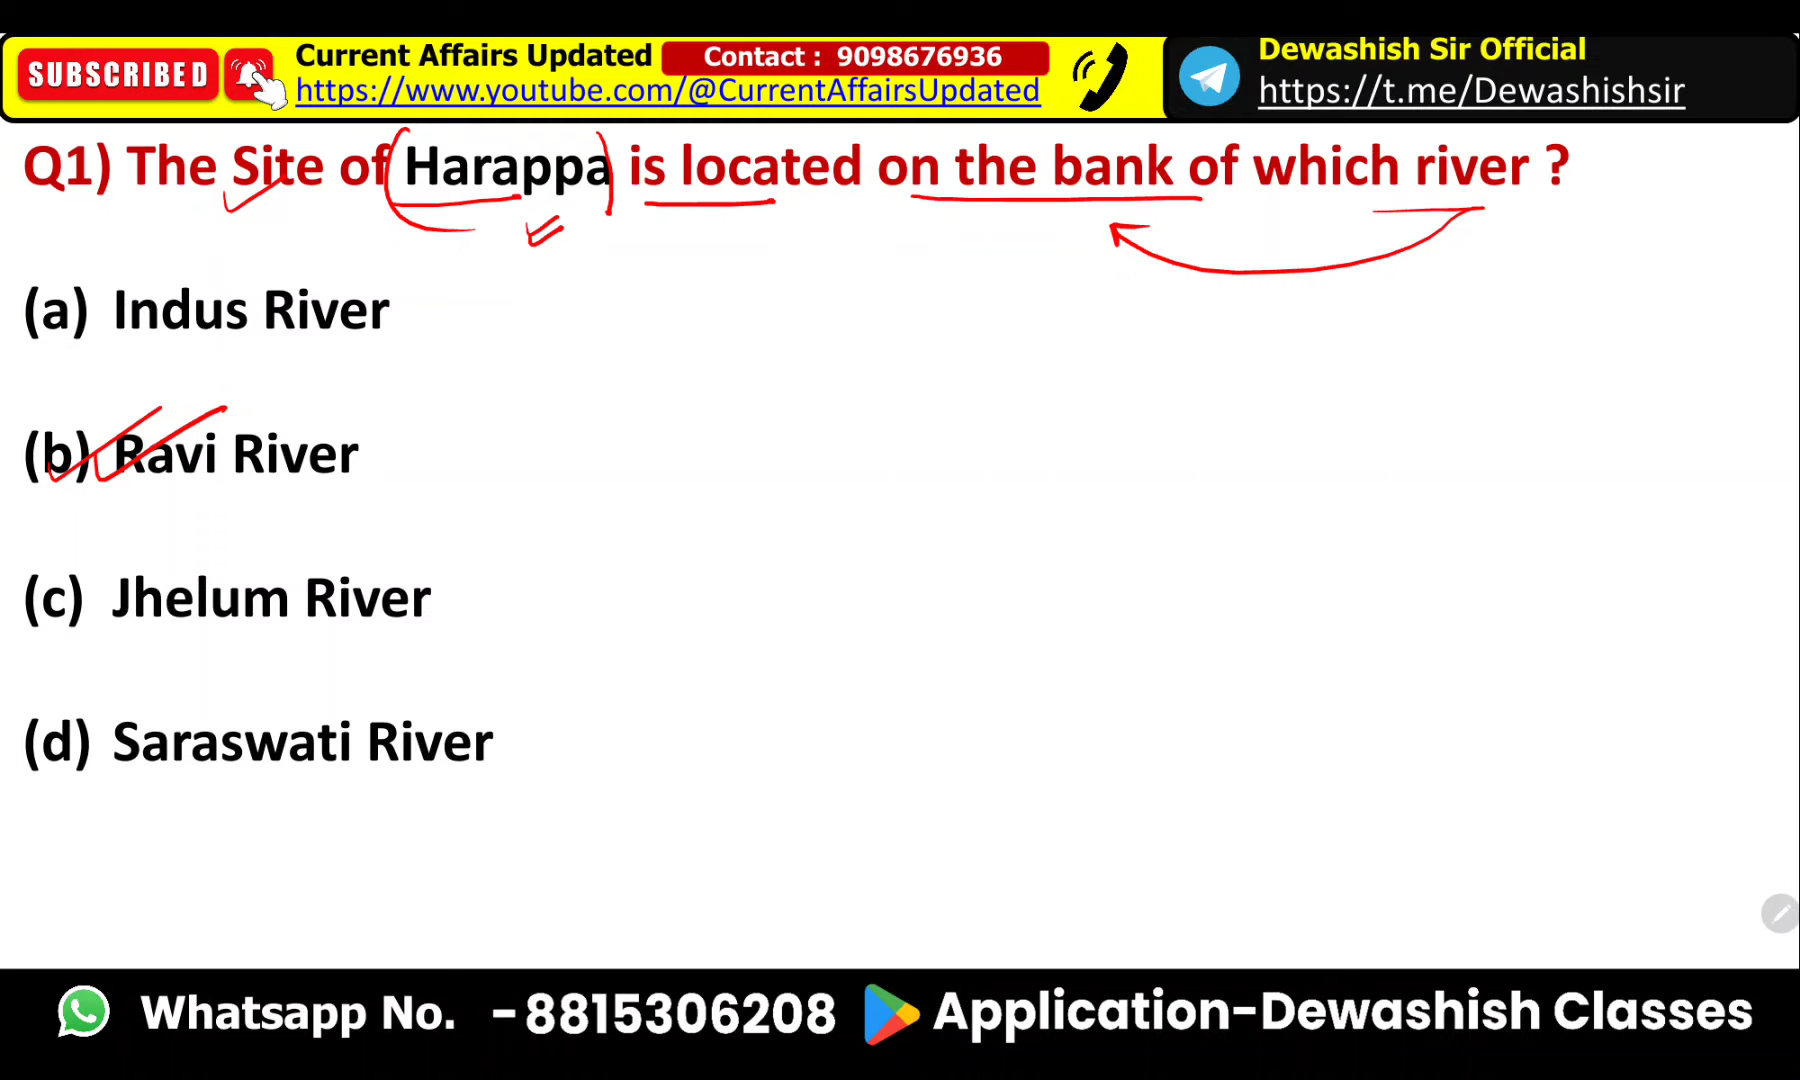 SUBSCRIBED
Current Affairs Updated
Contact : 9098676936
https://www.youtube.com/@CurrentAffairsUpdated
Dewashish Sir Official
https://t.me/Dewashishsir
Q1) The Site of Harappa is located on the bank of which river ?
(a) Indus River
(b) Ravi River
(c) Jhelum River
(d) Saraswati River
Whatsapp No. -8815306208
Application-Dewashish Classes